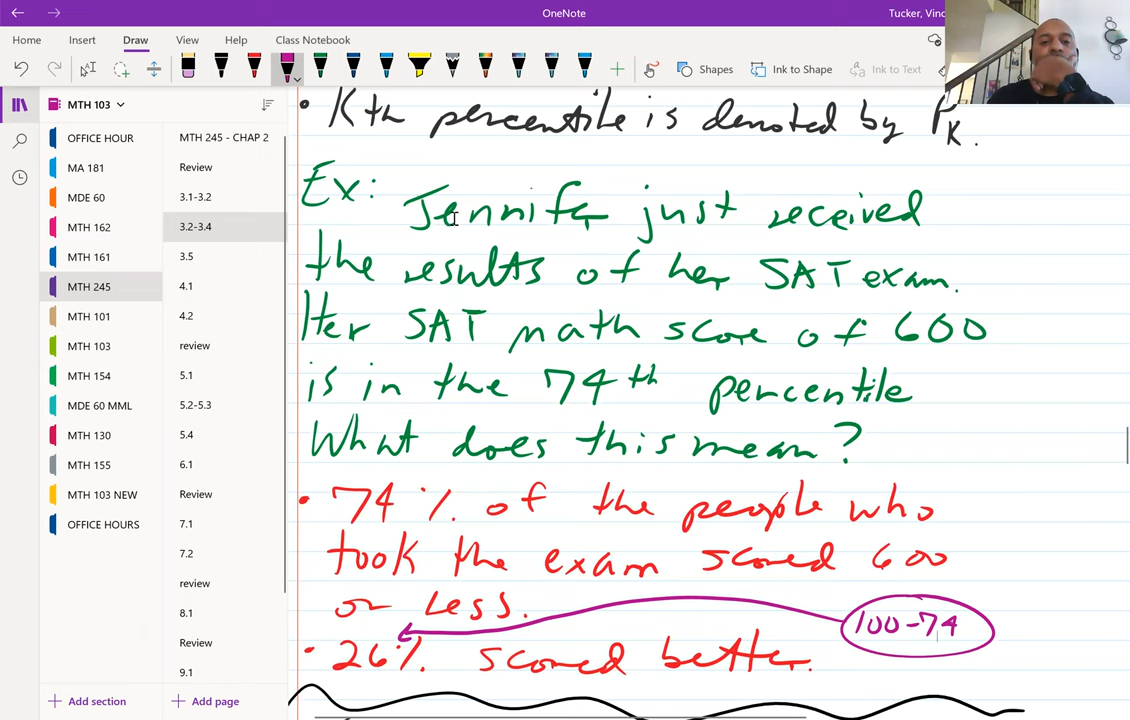 OneNote
Tucker, Vinc
Home Insert Draw View Help Class Notebook
Shapes Ink to Shape Ink to Text
MTH 103
OFFICE HOUR
MA 181
MDE 60
MTH 162
MTH 161
MTH 245
MTH 101
MTH 103
MTH 154
MDE 60 MML
MTH 130
MTH 155
MTH 103 NEW
OFFICE HOURS
Add section
MTH 245 - CHAP 2
Review
3.1-3.2
3.2-3.4
3.5
4.1
4.2
review
5.1
5.2-5.3
5.4
6.1
Review
7.1
7.2
review
8.1
Review
9.1
Add page
• Kth percentile is denoted by PK.
Ex: Jennifer just received
the results of her SAT exam.
Her SAT math score of 600
is in the 74th percentile
What does this mean?
• 74% of the people who
took the exam scored 600
or less.
100-74
• 26% scored better.